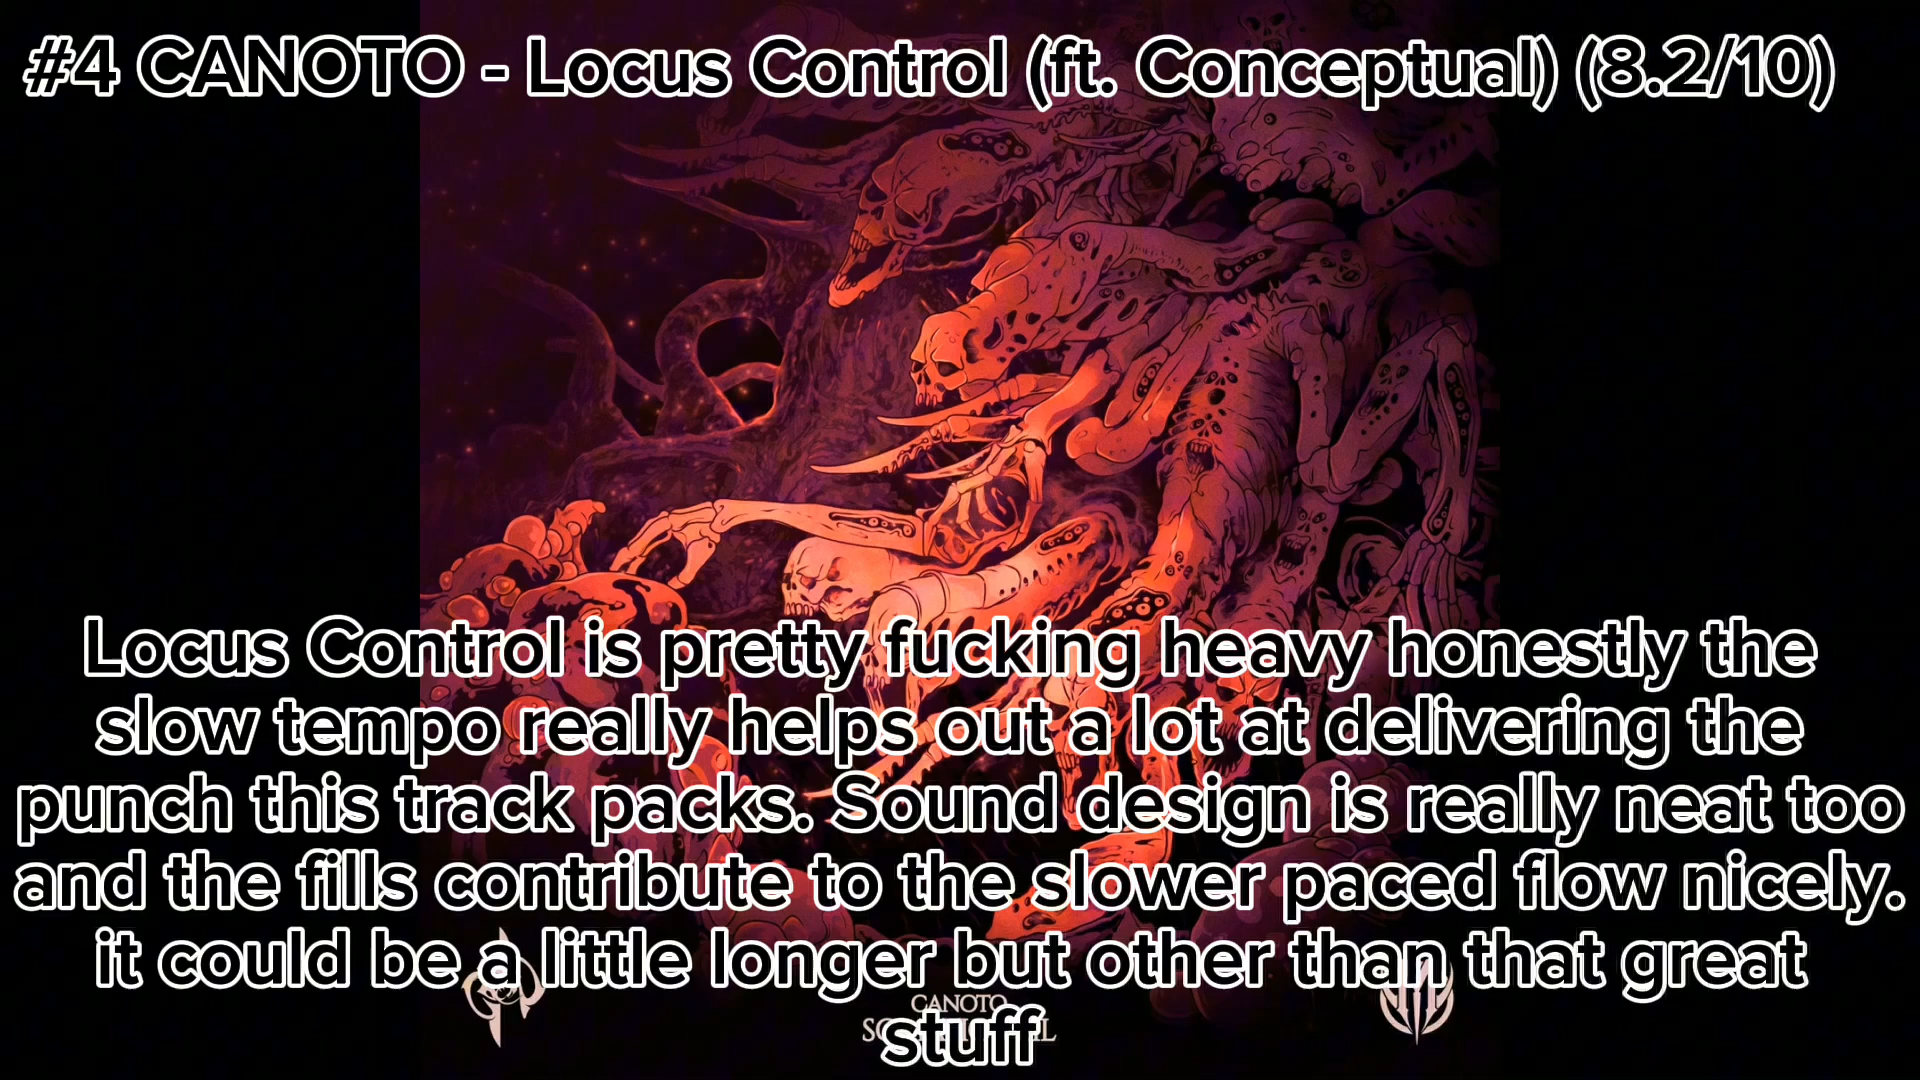 #4 CANOTO - Locus Control (ft. Conceptual) (8.2/10)
Locus Control is pretty fucking heavy honestly the
slow tempo really helps out a lot at delivering the
punch this track packs. Sound design is really neat too
and the fills contribute to the slower paced flow nicely.
it could be a little longer but other than that great
CANOTO
stuff